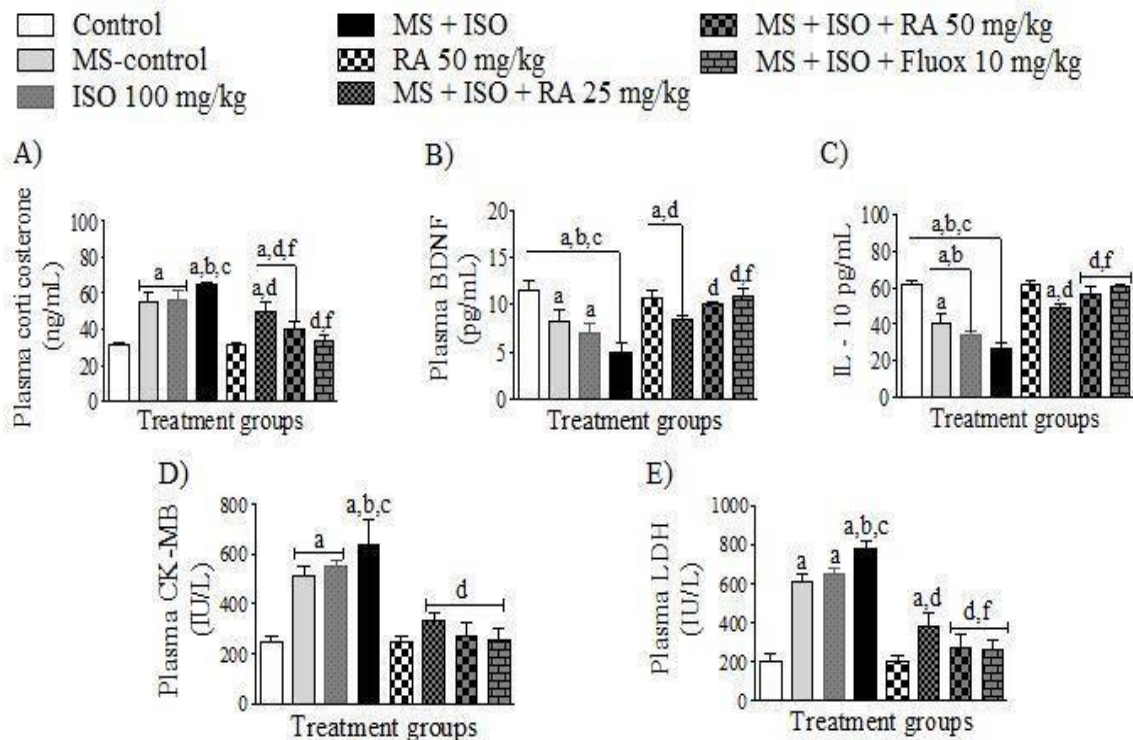 Control
MS-control
ISO 100 mg/kg
MS + ISO
RA 50 mg/kg
MS + ISO + RA 25 mg/kg
MS + ISO + RA 50 mg/kg
MS + ISO + Fluox 10 mg/kg
A)
Plasma corticosterone
(ng/mL)
100
80
60
40
20
0
a
a,b,c
a,d,f
a,d
d,f
Treatment groups
B)
Plasma BDNF
(pg/mL)
20
15
10
5
0
a,b,c
a
a
a,d
d
d,f
Treatment groups
C)
IL - 10 pg/mL
80
60
40
20
0
a,b,c
a,b
a
d,f
a,d
Treatment groups
D)
Plasma CK-MB
(IU/L)
800
600
400
200
0
a
a,b,c
d
Treatment groups
E)
Plasma LDH
(IU/L)
1000
800
600
400
200
0
a
a
a,b,c
a,d
d,f
Treatment groups